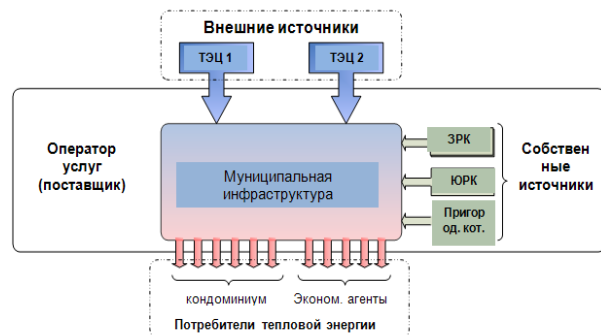 Внешние источники
ТЭЦ 1
ТЭЦ 2
Оператор
услуг
(поставщик)
Муниципальная
инфраструктура
ЗРК
ЮРК
Пригор
од. кот.
Собствен
ные
источники
кондоминиум
Эконом. агенты
Потребители тепловой энергии